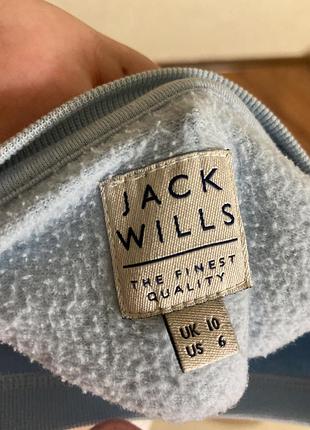 JACK
WILLS
THE FINEST
QUALITY
UK 10
US 6